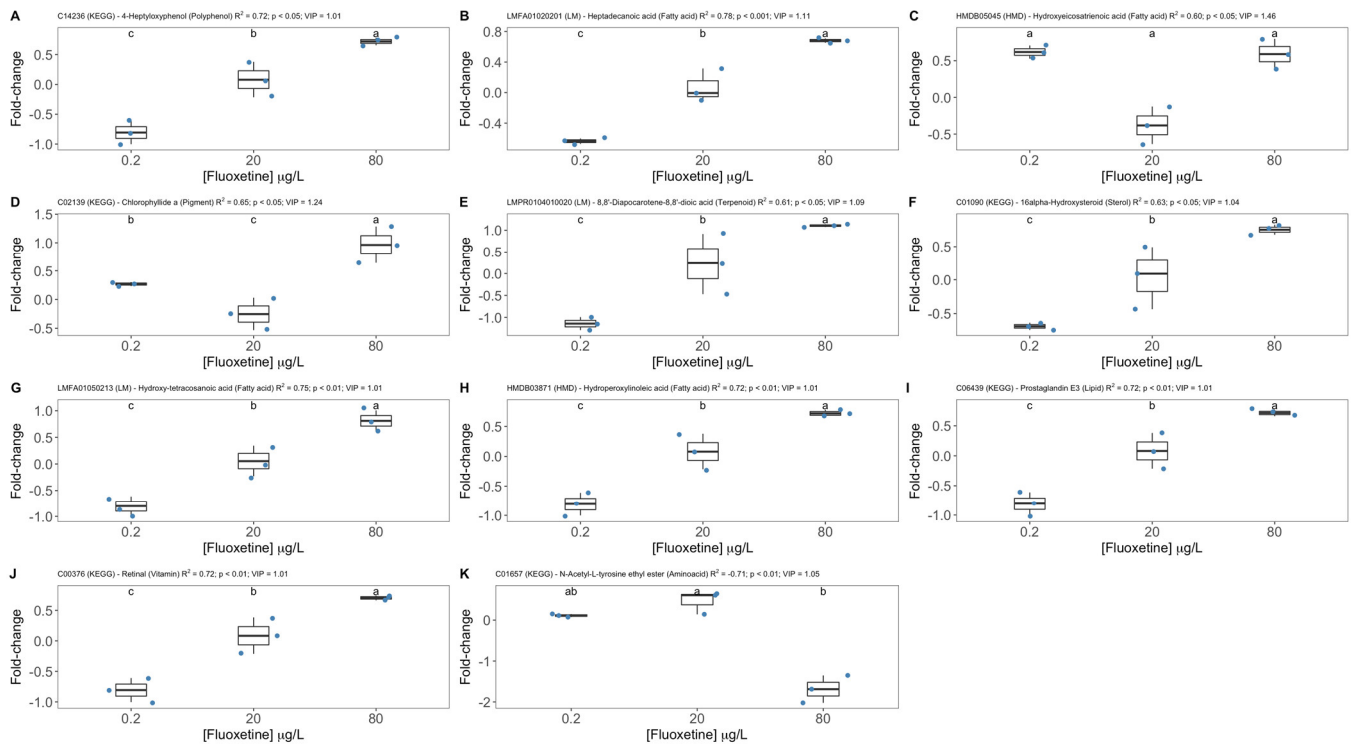 A
C14236 (KEGG) - 4-Heptyloxyphenol (Polyphenol) R² = 0.72; p < 0.05; VIP = 1.01
c b a
Fold-change
0.5
0.0
-0.5
-1.0
0.2 20 80
[Fluoxetine] μg/L
B
LMFA01020201 (LM) - Heptadecanoic acid (Fatty acid) R² = 0.78; p < 0.001; VIP = 1.11
c b a
Fold-change
0.8
0.4
0.0
-0.4
0.2 20 80
[Fluoxetine] μg/L
C
HMDB05045 (HMD) - Hydroxyeicosatrienoic acid (Fatty acid) R² = 0.60; p < 0.05; VIP = 1.46
a a a
Fold-change
0.5
0.0
-0.5
0.2 20 80
[Fluoxetine] μg/L
D
C02139 (KEGG) - Chlorophyllide a (Pigment) R² = 0.65; p < 0.05; VIP = 1.24
b c a
Fold-change
1.5
1.0
0.5
0.0
-0.5
0.2 20 80
[Fluoxetine] μg/L
E
LMPR0104010020 (LM) - 8,8'-Diapocarotene-8,8'-dioic acid (Terpenoid) R² = 0.61; p < 0.05; VIP = 1.09
c b a
Fold-change
1.0
0.5
0.0
-0.5
-1.0
0.2 20 80
[Fluoxetine] μg/L
F
C01090 (KEGG) - 16alpha-Hydroxysteroid (Sterol) R² = 0.63; p < 0.05; VIP = 1.04
c b a
Fold-change
0.5
0.0
-0.5
0.2 20 80
[Fluoxetine] μg/L
G
LMFA01050213 (LM) - Hydroxy-tetracosanoic acid (Fatty acid) R² = 0.75; p < 0.01; VIP = 1.01
c b a
Fold-change
1.0
0.5
0.0
-0.5
-1.0
0.2 20 80
[Fluoxetine] μg/L
H
HMDB03871 (HMD) - Hydroperoxylinoleic acid (Fatty acid) R² = 0.72; p < 0.01; VIP = 1.01
c b a
Fold-change
0.5
0.0
-0.5
-1.0
0.2 20 80
[Fluoxetine] μg/L
I
C06439 (KEGG) - Prostaglandin E3 (Lipid) R² = 0.72; p < 0.01; VIP = 1.01
c b a
Fold-change
0.5
0.0
-0.5
-1.0
0.2 20 80
[Fluoxetine] μg/L
J
C00376 (KEGG) - Retinal (Vitamin) R² = 0.72; p < 0.01; VIP = 1.01
c b a
Fold-change
0.5
0.0
-0.5
-1.0
0.2 20 80
[Fluoxetine] μg/L
K
C01657 (KEGG) - N-Acetyl-L-tyrosine ethyl ester (Aminoacid) R² = -0.71; p < 0.01; VIP = 1.05
ab a b
Fold-change
0
-1
-2
0.2 20 80
[Fluoxetine] μg/L